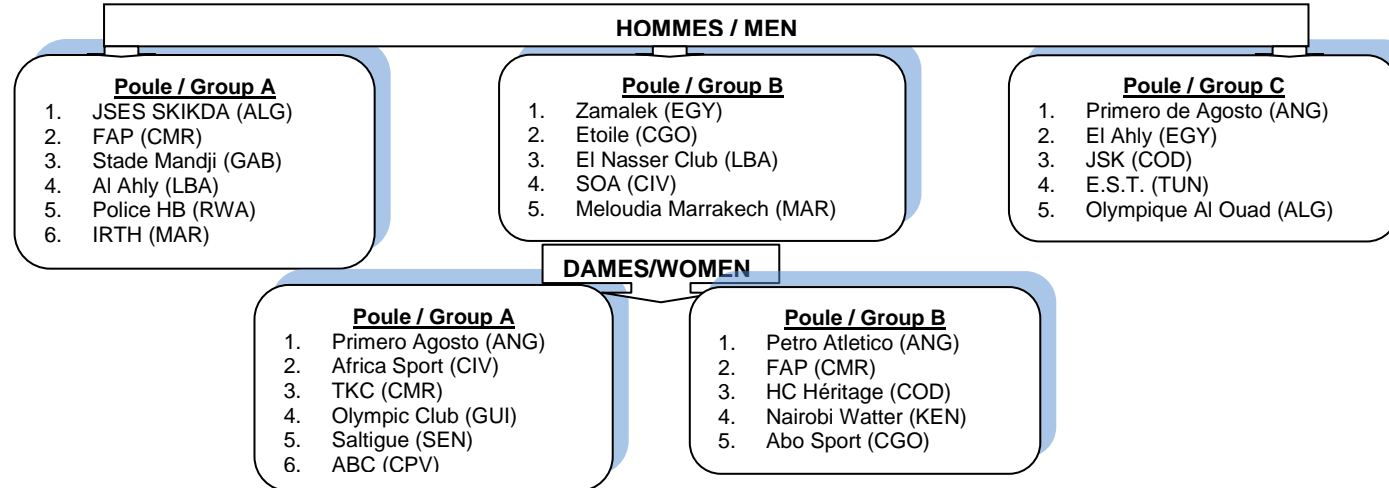 HOMMES / MEN
Poule / Group A
1. JSES SKIKDA (ALG)
2. FAP (CMR)
3. Stade Mandji (GAB)
4. Al Ahly (LBA)
5. Police HB (RWA)
6. IRTH (MAR)
Poule / Group B
1. Zamalek (EGY)
2. Etoile (CGO)
3. El Nasser Club (LBA)
4. SOA (CIV)
5. Meloudia Marrakech (MAR)
Poule / Group C
1. Primero de Agosto (ANG)
2. El Ahly (EGY)
3. JSK (COD)
4. E.S.T. (TUN)
5. Olympique Al Ouad (ALG)
DAMES/WOMEN
Poule / Group A
1. Primero Agosto (ANG)
2. Africa Sport (CIV)
3. TKC (CMR)
4. Olympic Club (GUI)
5. Saltigue (SEN)
6. ABC (CPV)
Poule / Group B
1. Petro Atletico (ANG)
2. FAP (CMR)
3. HC Héritage (COD)
4. Nairobi Watter (KEN)
5. Abo Sport (CGO)